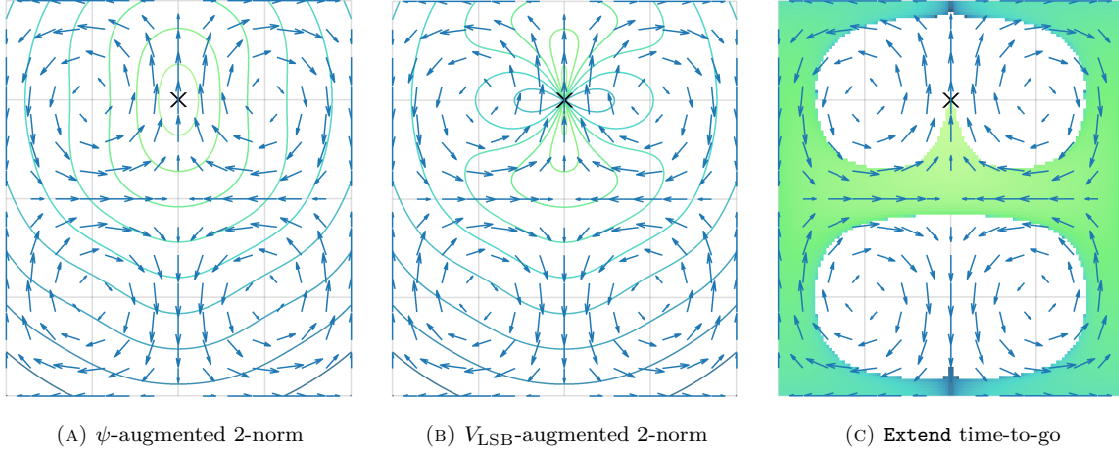 (A) ψ-augmented 2-norm
(B) V_LSB-augmented 2-norm
(C) Extend time-to-go